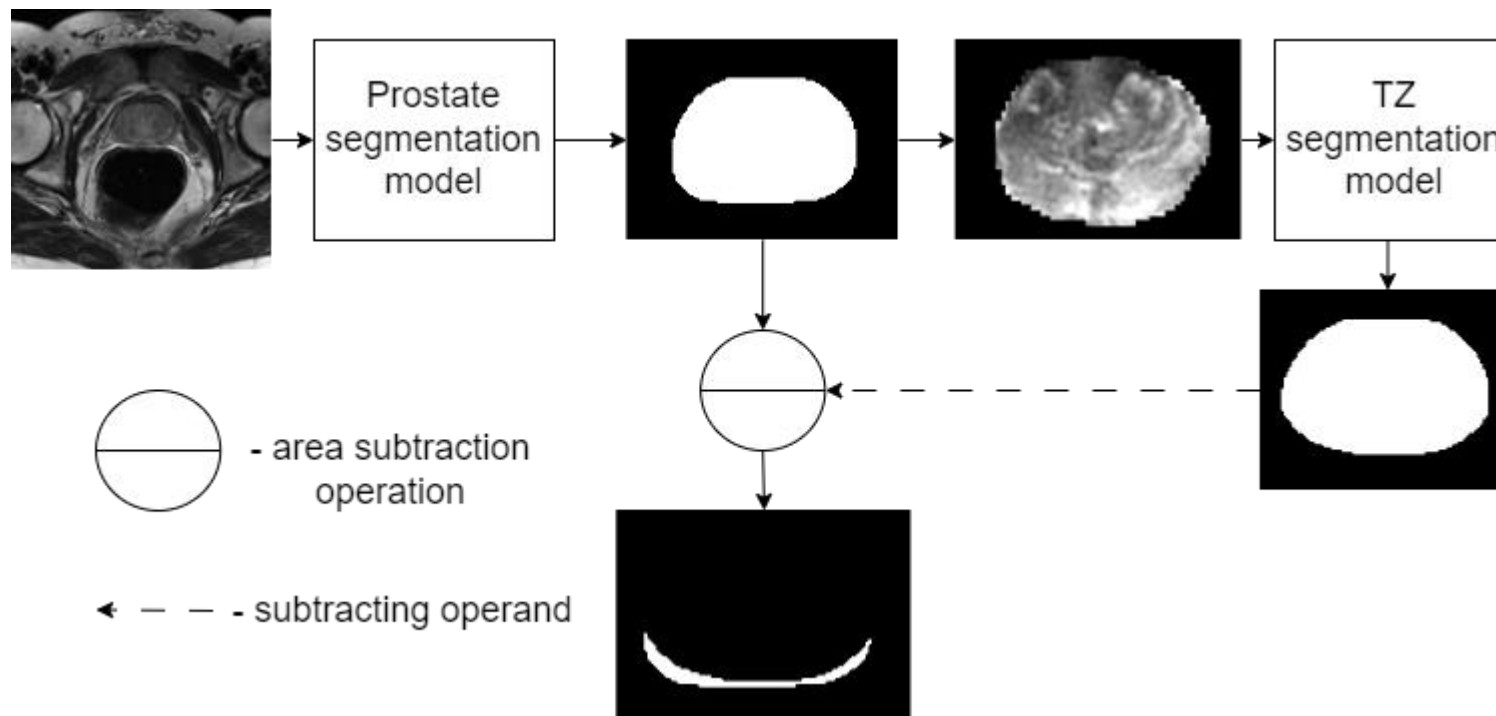 Prostate
segmentation
model
TZ
segmentation
model
- area subtraction
operation
- subtracting operand